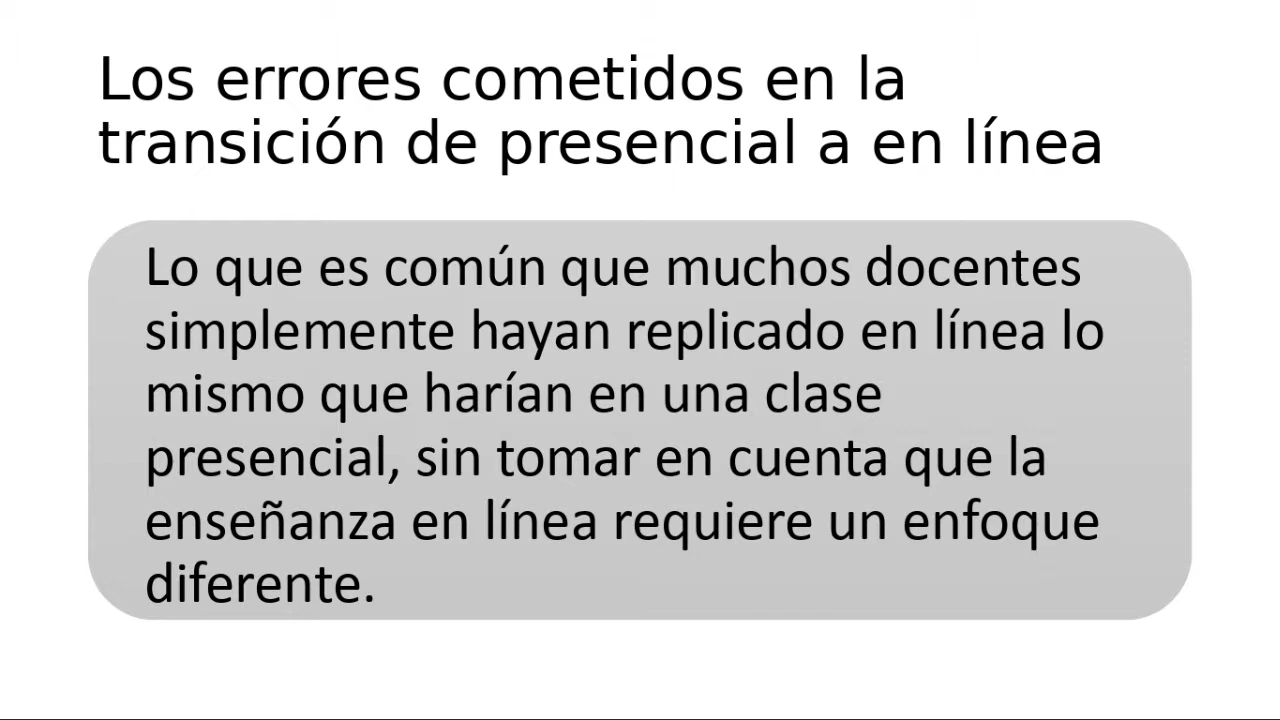 Los errores cometidos en la
transición de presencial a en línea
Lo que es común que muchos docentes
simplemente hayan replicado en línea lo
mismo que harían en una clase
presencial, sin tomar en cuenta que la
enseñanza en línea requiere un enfoque
diferente.